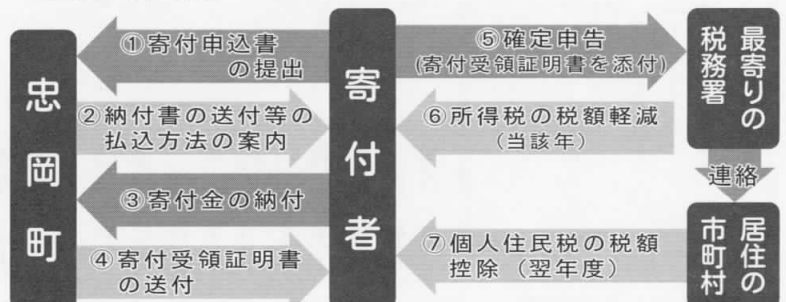 忠岡町
①寄付申込書
の提出
②納付書の送付等の
払込方法の案内
③寄付金の納付
④寄付受領証明書
の送付
寄付者
⑤確定申告
(寄付受領証明書を添付)
⑥所得税の税額軽減
(当該年)
⑦個人住民税の税額
控除(翌年度)
最寄りの
税務署
連絡
居住の
市町村